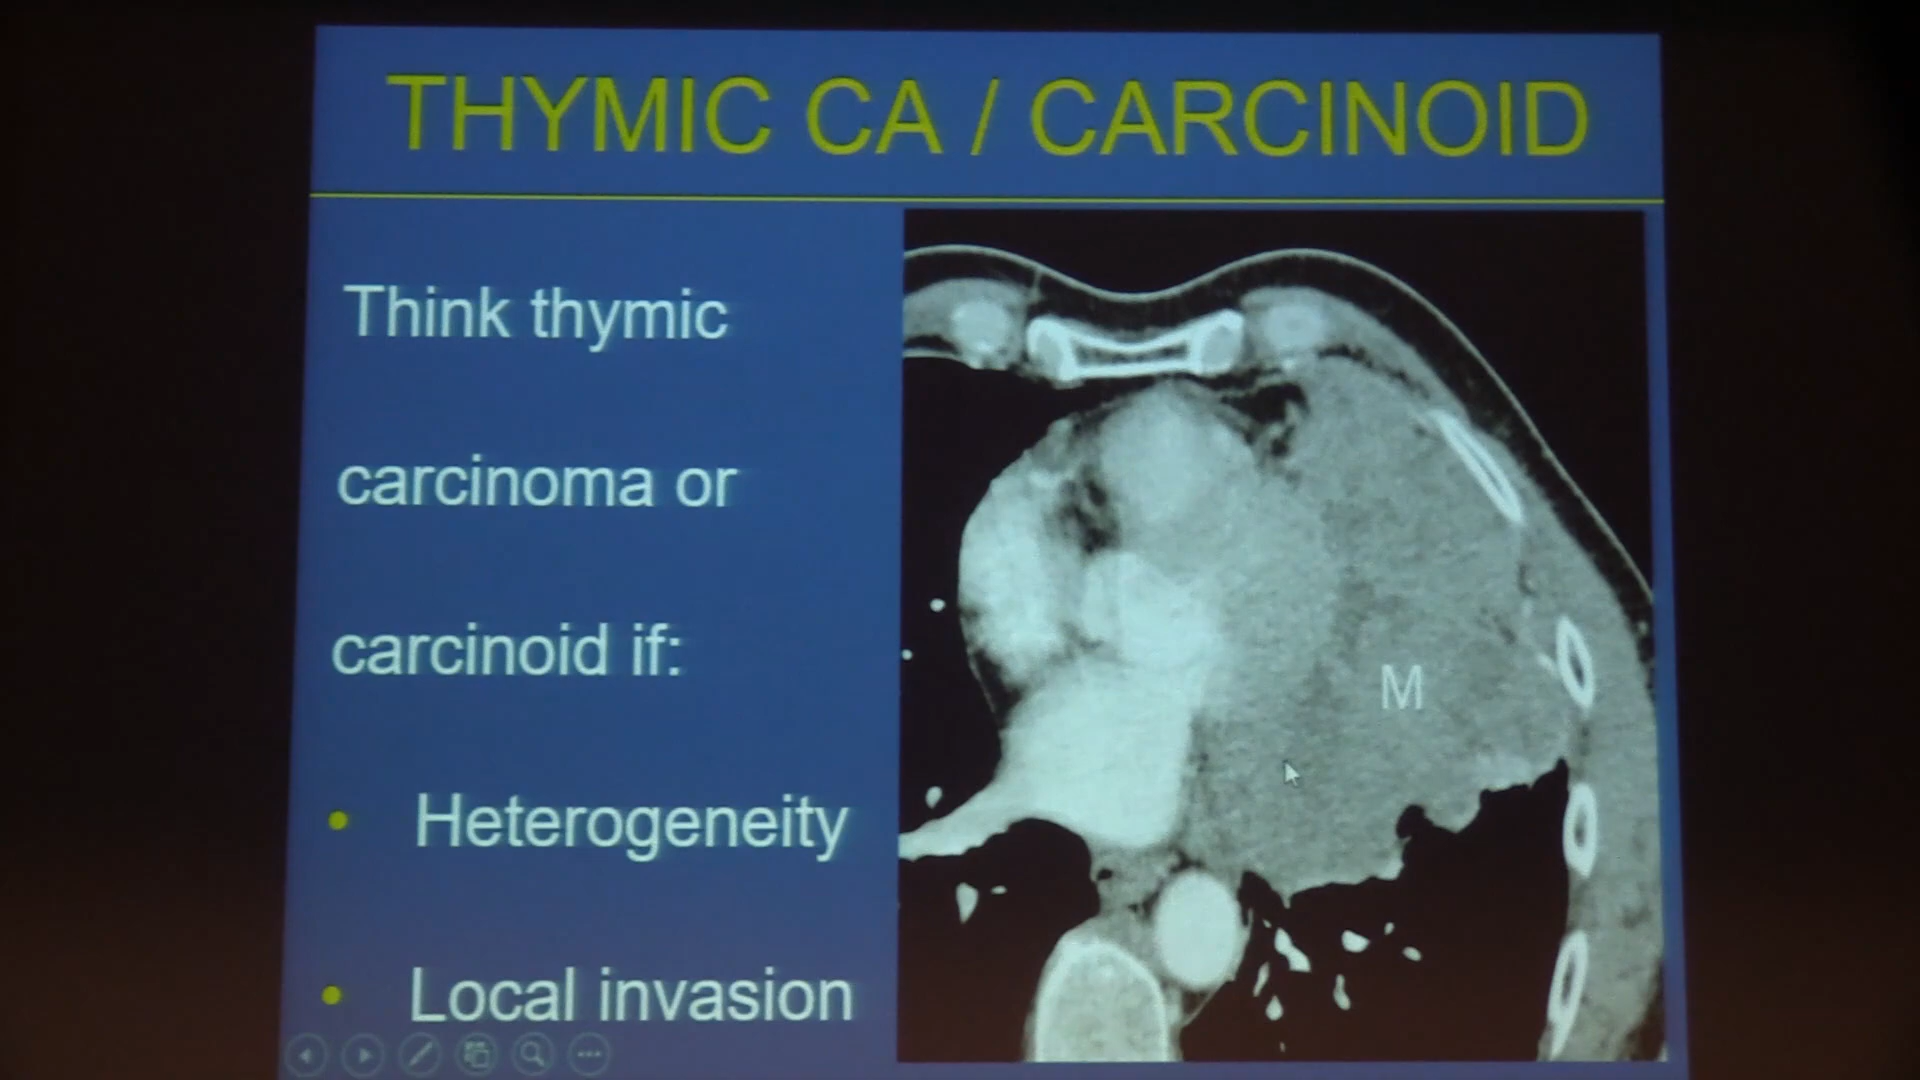 THYMIC CA / CARCINOID
Think thymic
carcinoma or
carcinoid if:
• Heterogeneity
• Local invasion
M